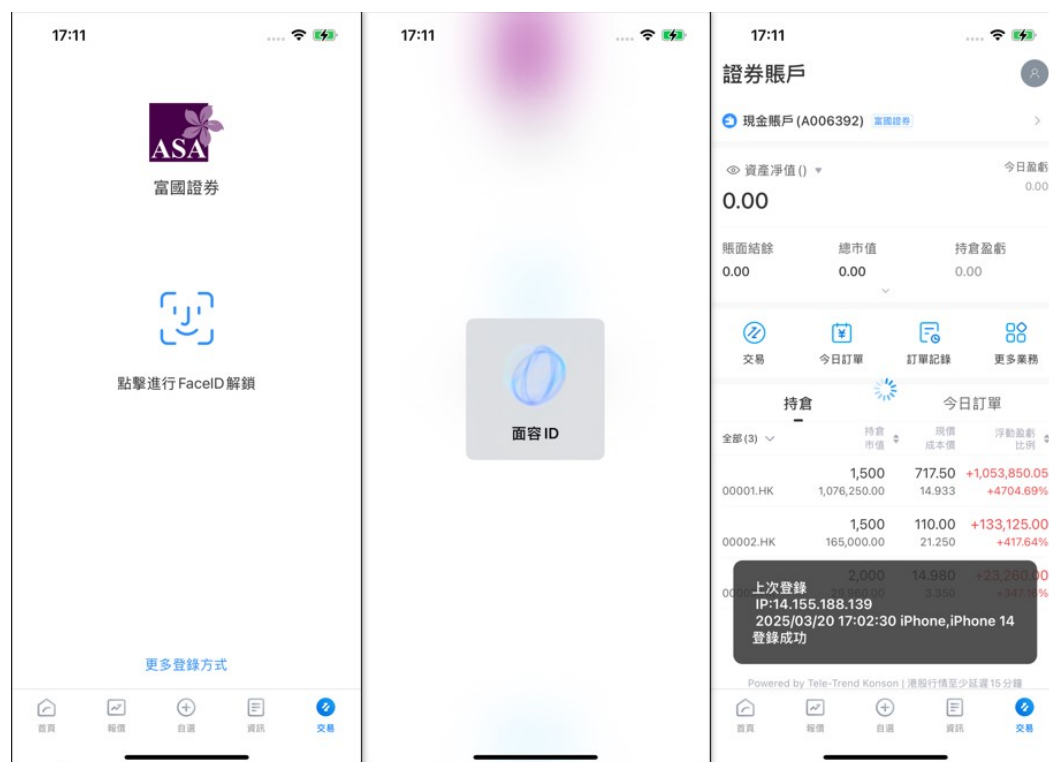 17:11
ASA
富國證券
點擊進行FaceID解鎖
更多登錄方式
首頁 報價 自選 資訊 交易
17:11
面容ID
17:11
證券賬戶
現金賬戶(A006392) 富國證券
資產淨值() 今日盈虧
0.00 0.00
賬面結餘 總市值 持倉盈虧
0.00 0.00 0.00
交易 今日訂單 訂單記錄 更多業務
持倉 今日訂單
全部(3) 持倉 現價 浮動盈虧
市值 成本價 比例
1,500 717.50 +1,053,850.05
00001.HK 1,076,250.00 14.933 +4704.69%
1,500 110.00 +133,125.00
00002.HK 165,000.00 21.250 +417.64%
2,000 14.980 +23,260.00
3.350 +347.16%
上次登錄
IP:14.155.188.139
2025/03/20 17:02:30 iPhone,iPhone 14
登錄成功
Powered by Tele-Trend Konson | 港股行情至少延遲15分鐘
首頁 報價 自選 資訊 交易